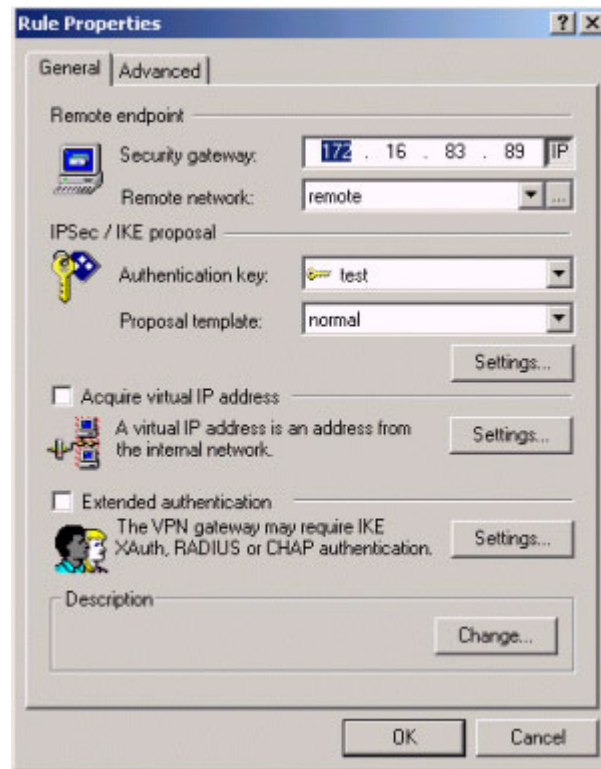 Rule Properties
General
Advanced
Remote endpoint
Security gateway:
172 . 16 . 83 . 89
IP
Remote network:
remote
...
IPSec / IKE proposal
Authentication key:
test
Proposal template:
normal
Settings...
Acquire virtual IP address
A virtual IP address is an address from
the internal network.
Settings...
Extended authentication
The VPN gateway may require IKE
XAuth, RADIUS or CHAP authentication.
Settings...
Description
Change...
OK
Cancel